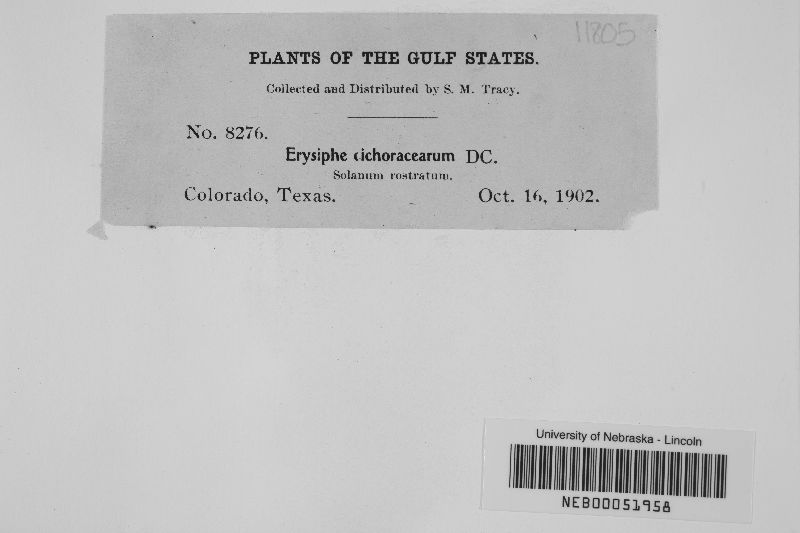 11805
PLANTS OF THE GULF STATES.
Collected and Distributed by S. M. Tracy.
No. 8276.
Erysiphe cichoracearum DC.
Solanum rostratum.
Colorado, Texas. Oct. 16, 1902.
University of Nebraska - Lincoln
NEB00051958